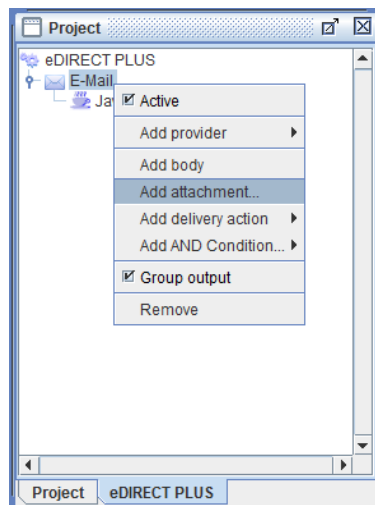 Project
eDIRECT PLUS
E-Mail
Ja
Active
Add provider
Add body
Add attachment...
Add delivery action
Add AND Condition...
Group output
Remove
Project
eDIRECT PLUS